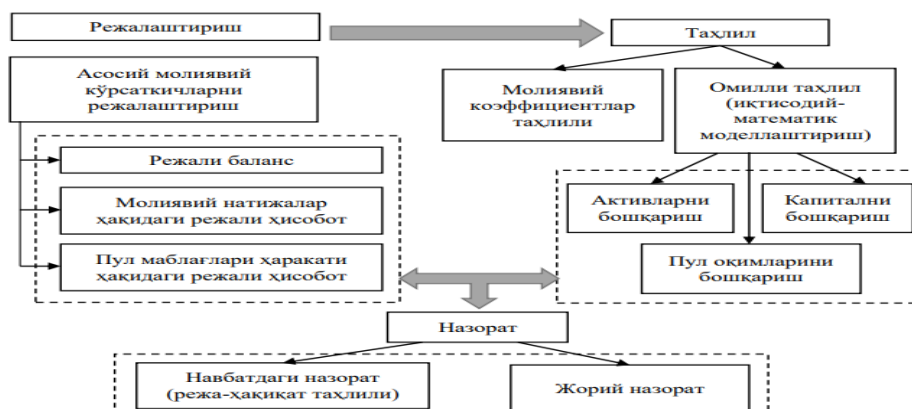 Режалаштириш
Таҳлил
Асосий молиявий
кўрсаткичларни
режалаштириш
Молиявий
коэффициентлар
таҳлили
Омилли таҳлил
(иқтисодий-
математик
моделлаштириш)
Режали баланс
Молиявий натижалар
ҳақидаги режали ҳисобот
Пул маблағлари ҳаракати
ҳақидаги режали ҳисобот
Активларни
бошқариш
Капитални
бошқариш
Пул оқимларини
бошқариш
Назорат
Навбатдаги назорат
(режа-ҳақиқат таҳлили)
Жорий назорат